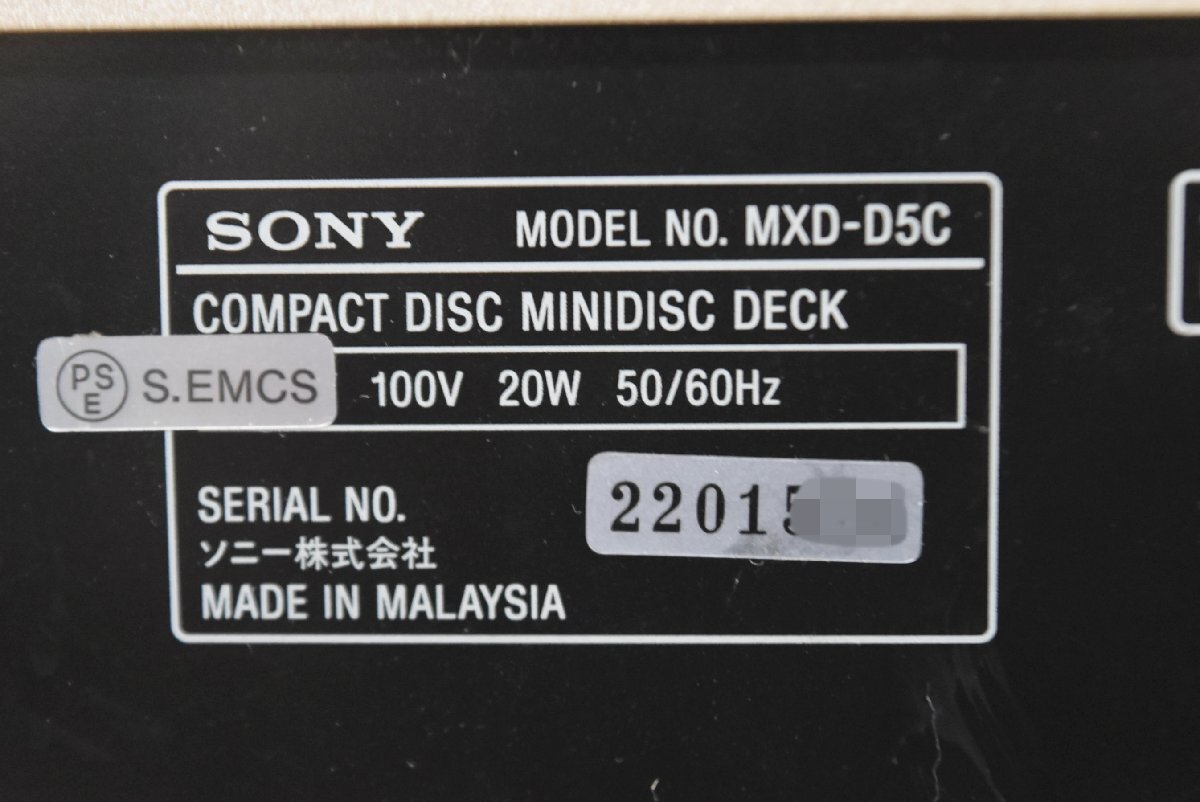 SONY MODEL NO. MXD-D5C
COMPACT DISC MINIDISC DECK
PSE S.EMCS 100V 20W 50/60Hz
SERIAL NO. 22015
ソニー株式会社
MADE IN MALAYSIA